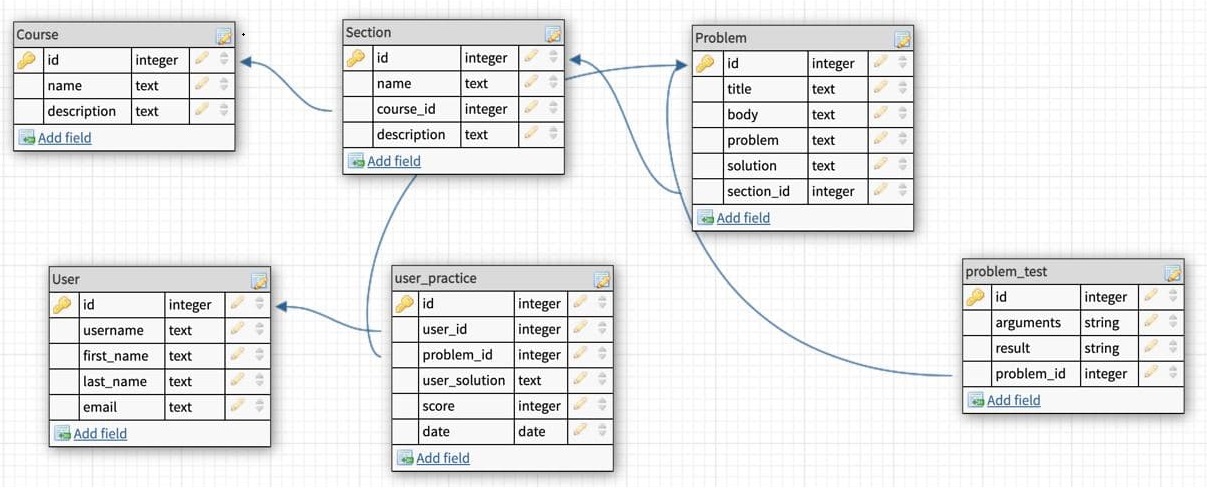 Course
id integer
name text
description text
Add field
Section
id integer
name text
course_id integer
description text
Add field
Problem
id integer
title text
body text
problem text
solution text
section_id integer
Add field
User
id integer
username text
first_name text
last_name text
email text
Add field
user_practice
id integer
user_id integer
problem_id integer
user_solution text
score integer
date date
Add field
problem_test
id integer
arguments string
result string
problem_id integer
Add field